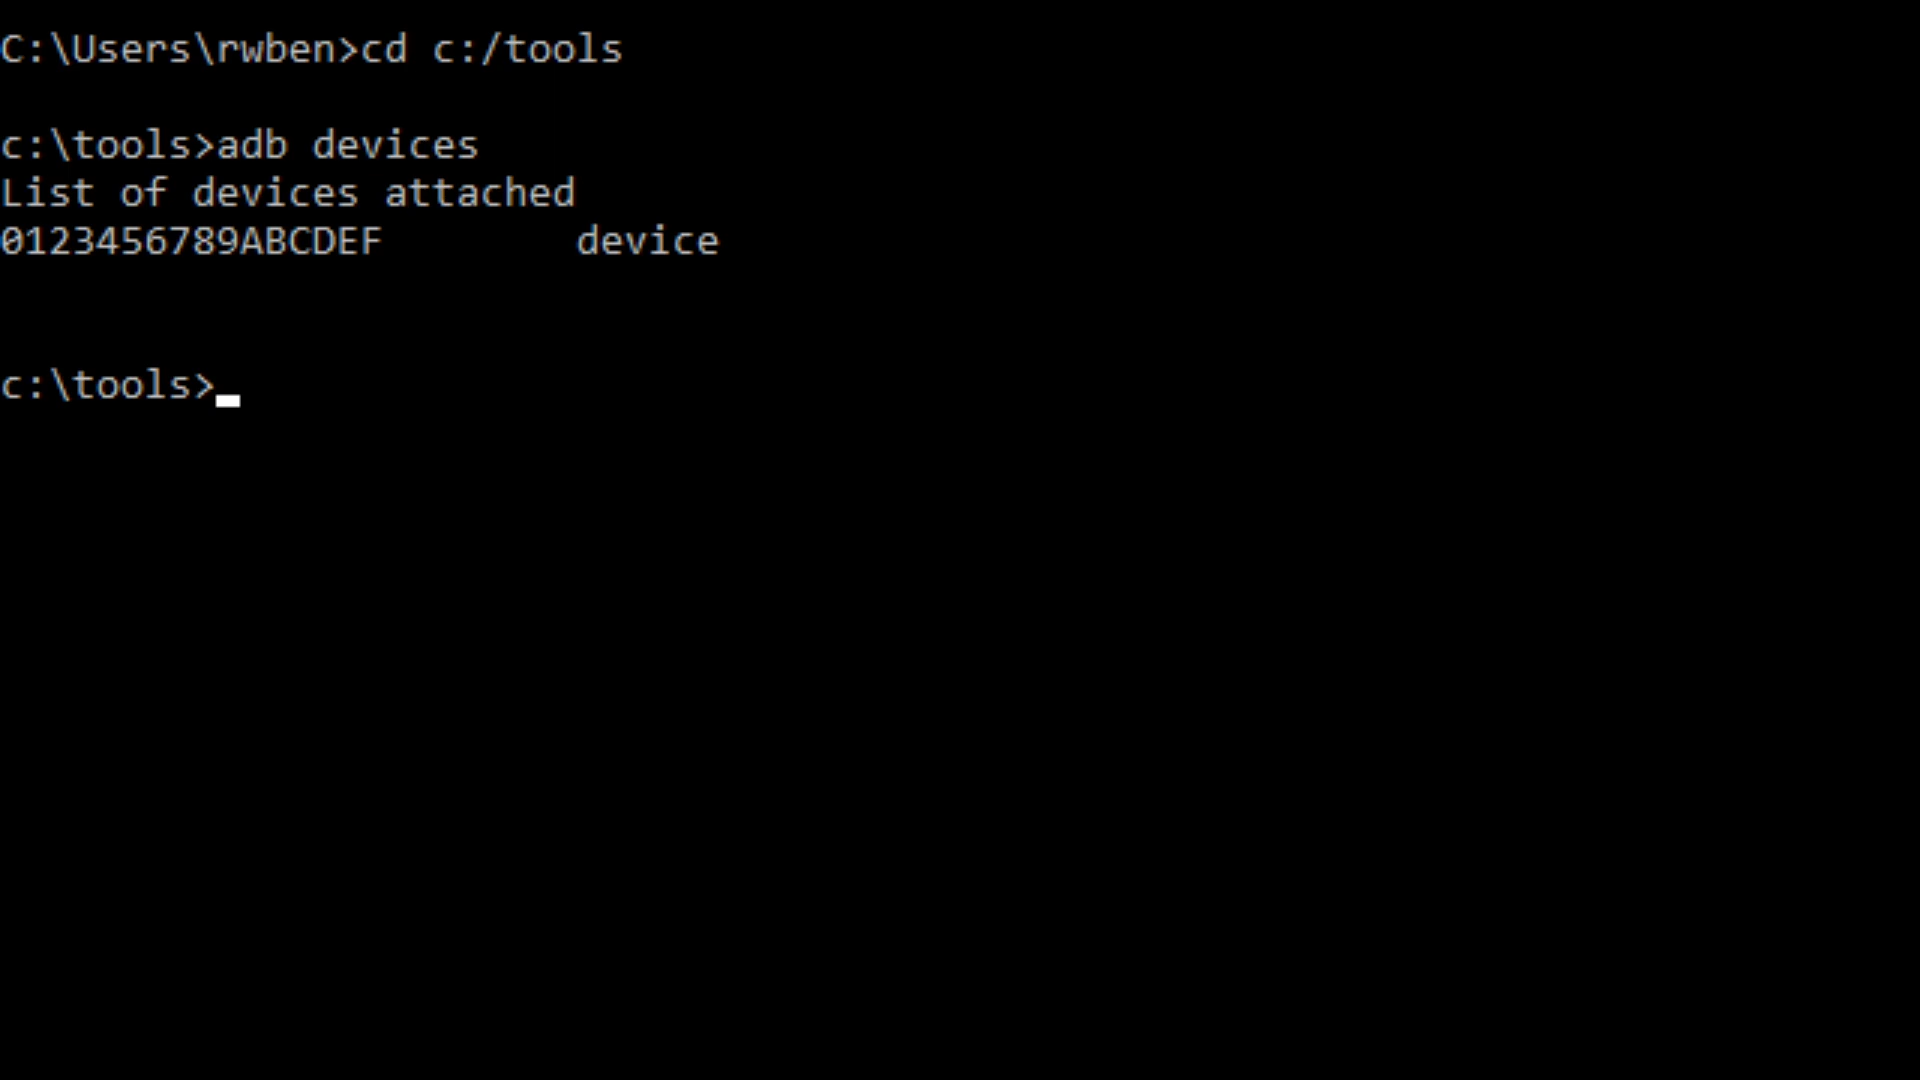 C:\Users\rwben>cd c:/tools
c:\tools>adb devices
List of devices attached
0123456789ABCDEF        device
c:\tools>